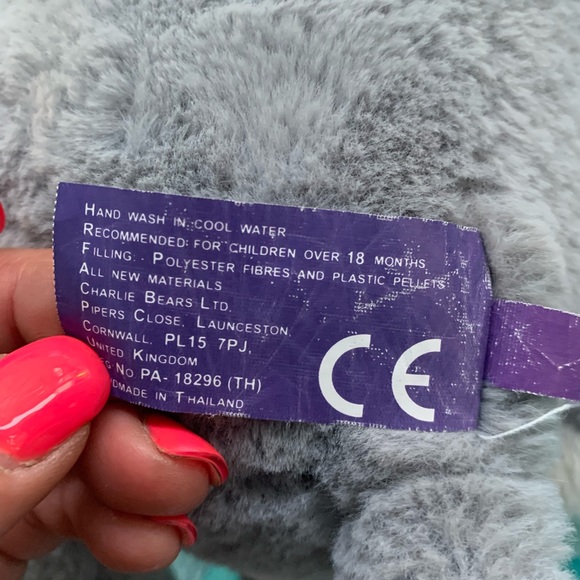 Hand wash in cool water
Recommended for children over 18 months
Filling: - Polyester fibres and plastic pellets
All new materials
Charlie Bears Ltd.
Pipers Close, Launceston,
Cornwall. PL15 7PJ,
United Kingdom
No PA- 18296 (TH)
in Thailand
CE